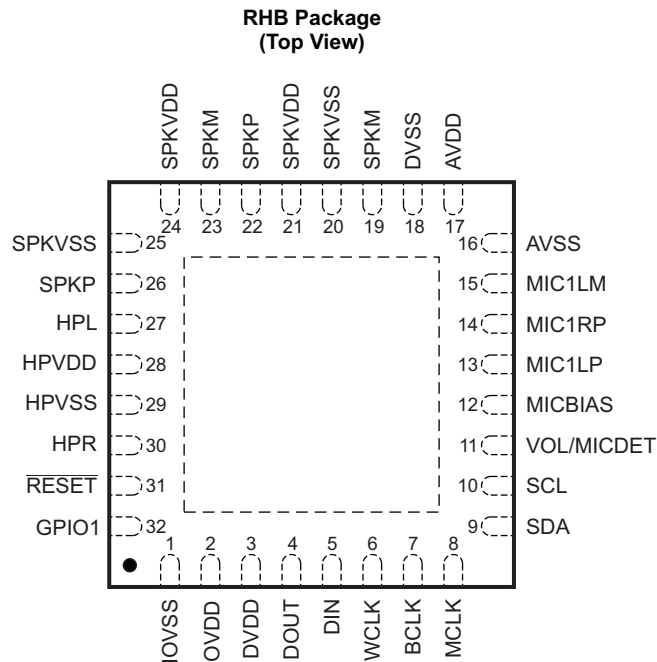 RHB Package
(Top View)
SPKVDD
SPKM
SPKP
SPKVDD
SPKVSS
SPKM
DVSS
AVDD
24 23 22 21 20 19 18 17
SPKVSS 25
SPKP 26
HPL 27
HPVDD 28
HPVSS 29
HPR 30
RESET 31
GPIO1 32
16 AVSS
15 MIC1LM
14 MIC1RP
13 MIC1LP
12 MICBIAS
11 VOL/MICDET
10 SCL
9 SDA
1 2 3 4 5 6 7 8
IOVSS
OVDD
DVDD
DOUT
DIN
WCLK
BCLK
MCLK